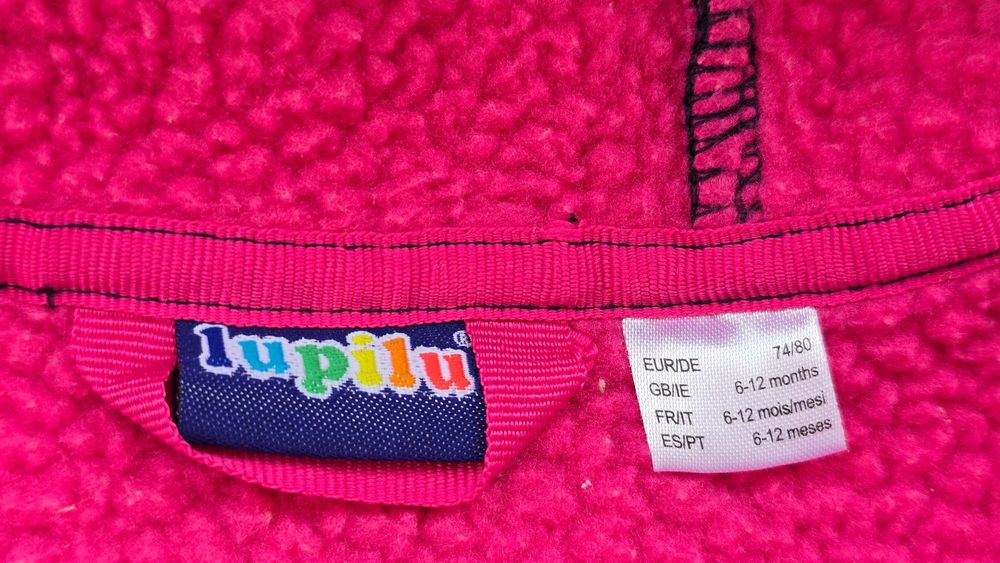 lupilu®
EUR/DE 74/80
GB/IE 6-12 months
FR/IT 6-12 mois/mesi
ES/PT 6-12 meses